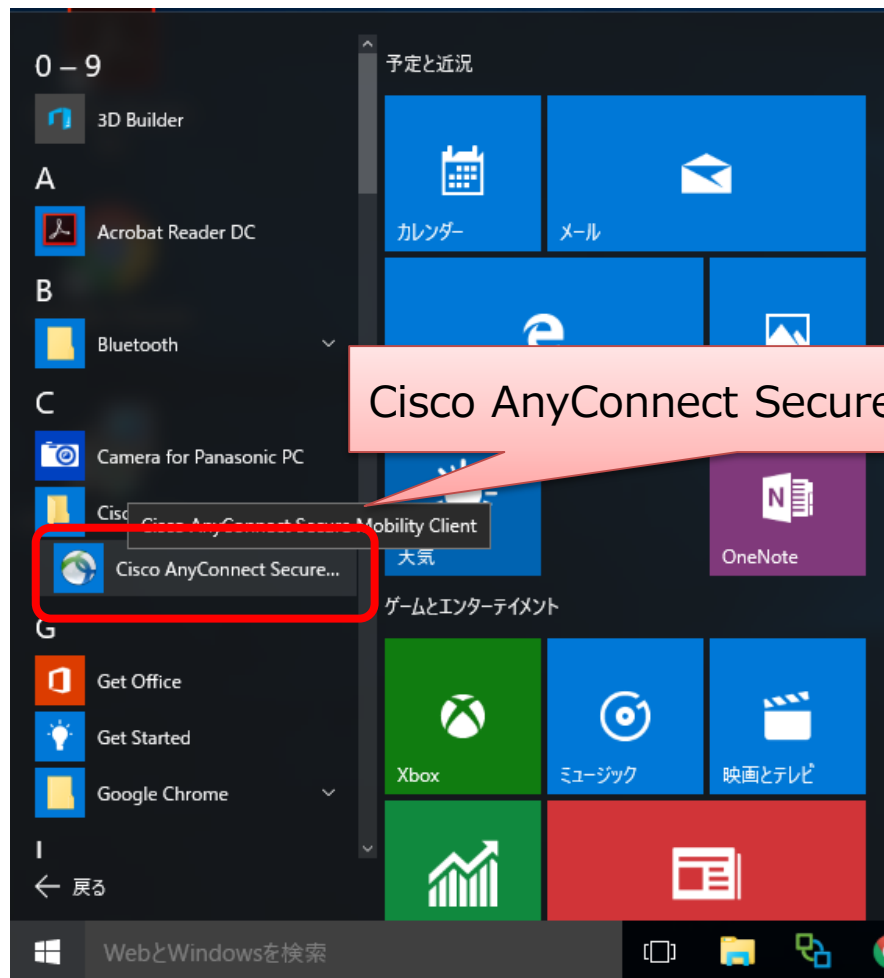 0 – 9
3D Builder
A
Acrobat Reader DC
B
Bluetooth
C
Camera for Panasonic PC
Cisc
Cisco AnyConnect Secure Mobility Client
Cisco AnyConnect Secure...
G
Get Office
Get Started
Google Chrome
I
戻る
WebとWindowsを検索
予定と近況
カレンダー
メール
Cisco AnyConnect Secure
天気
OneNote
ゲームとエンターテイメント
Xbox
ミュージック
映画とテレビ